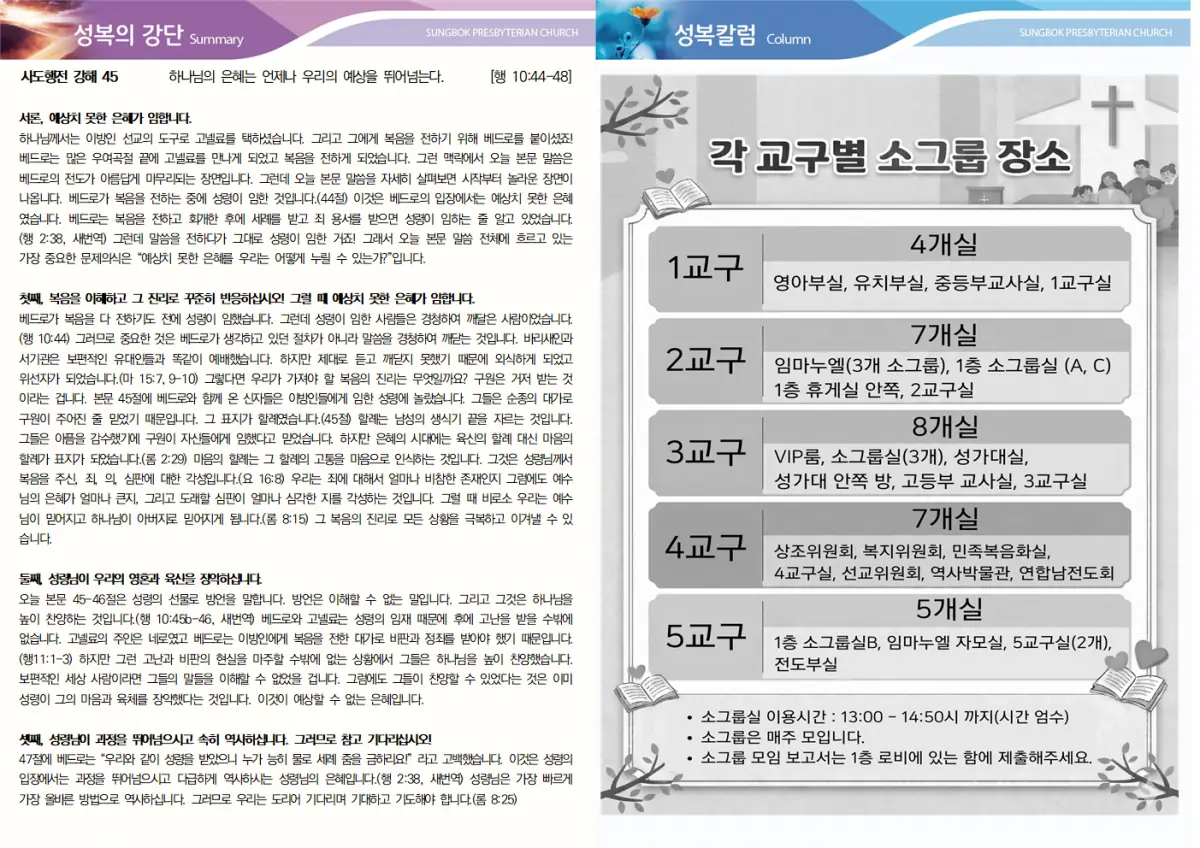 성복의 강단 Summary
SUNGBOK PRESBYTERIAN CHURCH
사도행전 강해 45 하나님의 은혜는 언제나 우리의 예상을 뛰어넘는다. [행 10:44-48]
서론, 예상치 못한 은혜가 임합니다.
하나님께서는 이방인 선교의 도구로 고넬료를 택하셨습니다. 그리고 그에게 복음을 전하기 위해 베드로를 붙이셨죠!
베드로는 많은 우여곡절 끝에 고넬료를 만나게 되었고 복음을 전하게 되었습니다. 그런 맥락에서 오늘 본문 말씀은
베드로의 전도가 아름답게 마무리되는 장면입니다. 그런데 오늘 본문 말씀을 자세히 살펴보면 시작부터 놀라운 장면이
나옵니다. 베드로가 복음을 전하는 중에 성령이 임한 것입니다.(44절) 이것은 베드로의 입장에서는 예상치 못한 은혜
였습니다. 베드로는 복음을 전하고 회개한 후에 세례를 받고 죄 용서를 받으면 성령이 임하는 줄 알고 있었습니다.
(행 2:38, 새번역) 그런데 말씀을 전하다가 그대로 성령이 임한 거죠! 그래서 오늘 본문 말씀 전체에 흐르고 있는
가장 중요한 문제의식은 “예상치 못한 은혜를 우리는 어떻게 누릴 수 있는가?”입니다.
첫째, 복음을 이해하고 그 진리로 꾸준히 반응하십시오! 그럴 때 예상치 못한 은혜가 임합니다.
베드로가 복음을 다 전하기도 전에 성령이 임했습니다. 그런데 성령이 임한 사람들은 경청하여 깨달은 사람이었습니다.
(행 10:44) 그러므로 중요한 것은 베드로가 생각하고 있던 절차가 아니라 말씀을 경청하여 깨닫는 것입니다. 바리새인과
서기관은 보편적인 유대인들과 똑같이 예배했습니다. 하지만 제대로 듣고 깨닫지 못했기 때문에 외식하게 되었고
위선자가 되었습니다.(마 15:7, 9-10) 그렇다면 우리가 가져야 할 복음의 진리는 무엇일까요? 구원은 거저 받는 것
이라는 겁니다. 본문 45절에 베드로와 함께 온 신자들은 이방인들에게 임한 성령에 놀랐습니다. 그들은 순종의 대가로
구원이 주어진 줄 믿었기 때문입니다. 그 표지가 할례였습니다.(45절) 할례는 남성의 생식기 끝을 자르는 것입니다.
그들은 아픔을 감수했기에 구원이 자신들에게 임했다고 믿었습니다. 하지만 은혜의 시대에는 육신의 할례 대신 마음의
할례가 표지가 되었습니다.(롬 2:29) 마음의 할례는 그 할례의 고통을 마음으로 인식하는 것입니다. 그것은 성령님께서
복음을 주신, 죄, 의, 심판에 대한 각성입니다.(요 16:8) 우리는 죄에 대해서 얼마나 비참한 존재인지 그럼에도 예수
님의 은혜가 얼마나 큰지, 그리고 도래할 심판이 얼마나 심각한 지를 각성하는 것입니다. 그럴 때 비로소 우리는 예수
님이 믿어지고 하나님이 아버지로 믿어지게 됩니다.(롬 8:15) 그 복음의 진리로 모든 상황을 극복하고 이겨낼 수 있
습니다.
둘째, 성령님이 우리의 영혼과 육신을 장악하십니다.
오늘 본문 45-46절은 성령의 선물로 방언을 말합니다. 방언은 이해할 수 없는 말입니다. 그리고 그것은 하나님을
높이 찬양하는 것입니다.(행 10:45b-46, 새번역) 베드로와 고넬료는 성령의 임재 때문에 후에 고난을 받을 수밖에
없습니다. 고넬료의 주인은 네로였고 베드로는 이방인에게 복음을 전한 대가로 비판과 정죄를 받아야 했기 때문입니다.
(행11:1-3) 하지만 그런 고난과 비판의 현실을 마주할 수밖에 없는 상황에서 그들은 하나님을 높이 찬양했습니다.
보편적인 세상 사람이라면 그들의 말들을 이해할 수 없었을 겁니다. 그럼에도 그들이 찬양할 수 있었다는 것은 이미
성령이 그의 마음과 육체를 장악했다는 것입니다. 이것이 예상할 수 없는 은혜입니다.
셋째, 성령님이 과정을 뛰어넘으시고 속히 역사하십니다. 그러므로 참고 기다리십시오!
47절에 베드로는 “우리와 같이 성령을 받았으니 누가 능히 물로 세례 줌을 금하리요!” 라고 고백했습니다. 이것은 성령의
입장에서는 과정을 뛰어넘으시고 다급하게 역사하시는 성령님의 은혜입니다.(행 2:38, 새번역) 성령님은 가장 빠르게
가장 올바른 방법으로 역사하십니다. 그러므로 우리는 도리어 기다리며 기대하고 기도해야 합니다.(롬 8:25)
성복칼럼 Column
SUNGBOK PRESBYTERIAN CHURCH
각 교구별 소그룹 장소
1교구
4개실
영아부실, 유치부실, 중등부교사실, 1교구실
2교구
7개실
임마누엘(3개 소그룹), 1층 소그룹실 (A, C)
1층 휴게실 안쪽, 2교구실
3교구
8개실
VIP룸, 소그룹실(3개), 성가대실,
성가대 안쪽 방, 고등부 교사실, 3교구실
4교구
7개실
상조위원회, 복지위원회, 민족복음화실,
4교구실, 선교위원회, 역사박물관, 연합남전도회
5교구
5개실
1층 소그룹실B, 임마누엘 자모실, 5교구실(2개),
전도부실
• 소그룹실 이용시간 : 13:00 - 14:50시 까지(시간 엄수)
• 소그룹은 매주 모입니다.
• 소그룹 모임 보고서는 1층 로비에 있는 함에 제출해주세요.